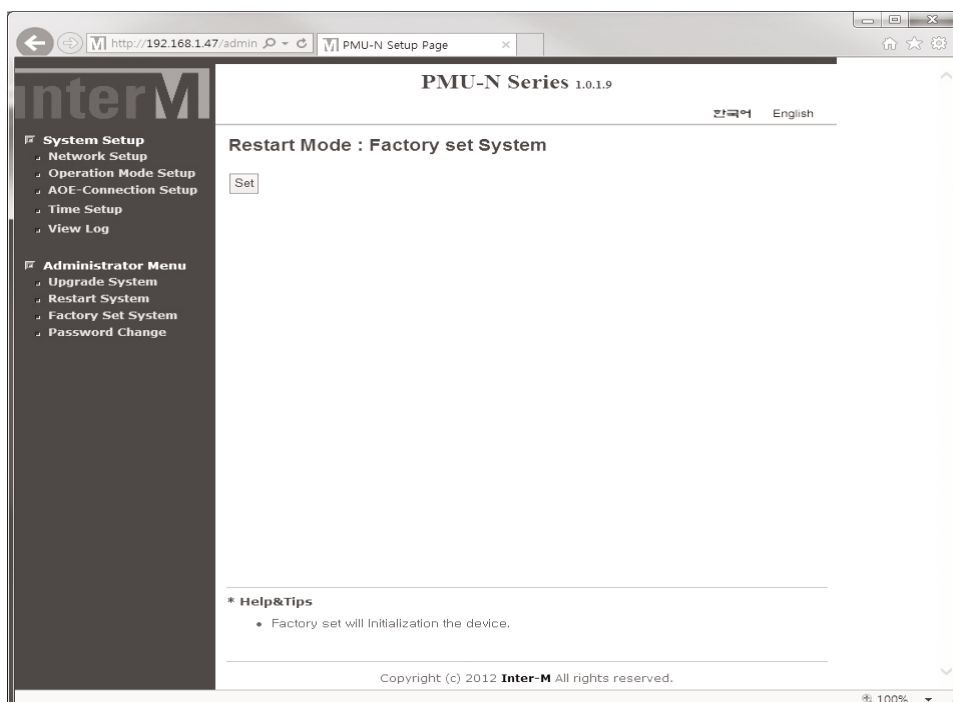 http://192.168.1.47/admin
PMU-N Setup Page
inter M
PMU-N Series 1.0.1.9
한국어 English
System Setup
Network Setup
Operation Mode Setup
AOE-Connection Setup
Time Setup
View Log
Administrator Menu
Upgrade System
Restart System
Factory Set System
Password Change
Restart Mode : Factory set System
Set
* Help&Tips
• Factory set will Initialization the device.
Copyright (c) 2012 Inter-M All rights reserved.
100%